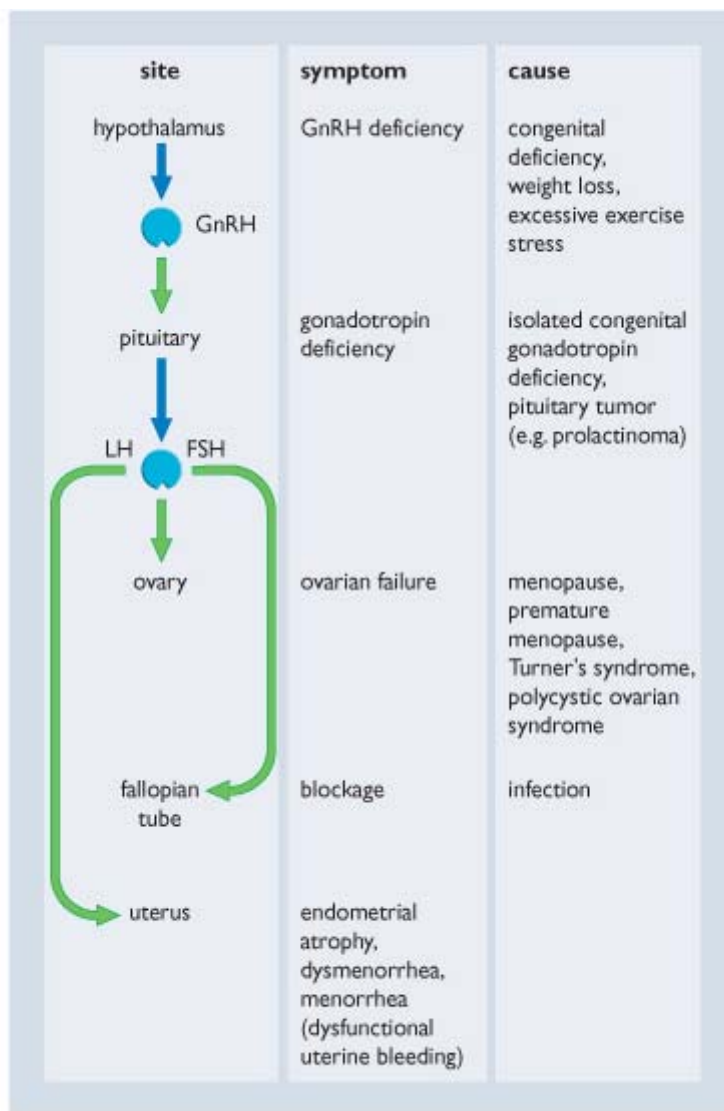 site
symptom
cause
hypothalamus
GnRH deficiency
congenital
deficiency,
weight loss,
excessive exercise
stress
GnRH
pituitary
gonadotropin
deficiency
isolated congenital
gonadotropin
deficiency,
pituitary tumor
(e.g. prolactinoma)
LH
FSH
ovary
ovarian failure
menopause,
premature
menopause,
Turner's syndrome,
polycystic ovarian
syndrome
fallopian
tube
blockage
infection
uterus
endometrial
atrophy,
dysmenorrhea,
menorrhea
(dysfunctional
uterine bleeding)